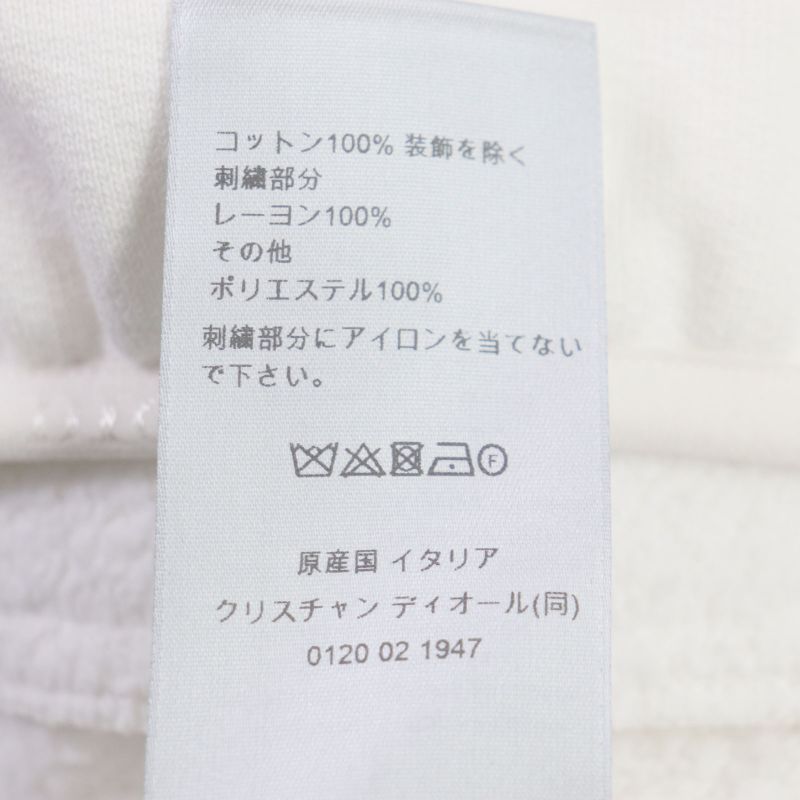 コットン100% 装飾を除く
刺繍部分
レーヨン100%
その他
ポリエステル100%
刺繍部分にアイロンを当てない
で下さい。
F
原産国 イタリア
クリスチャン ディオール(同)
0120 02 1947